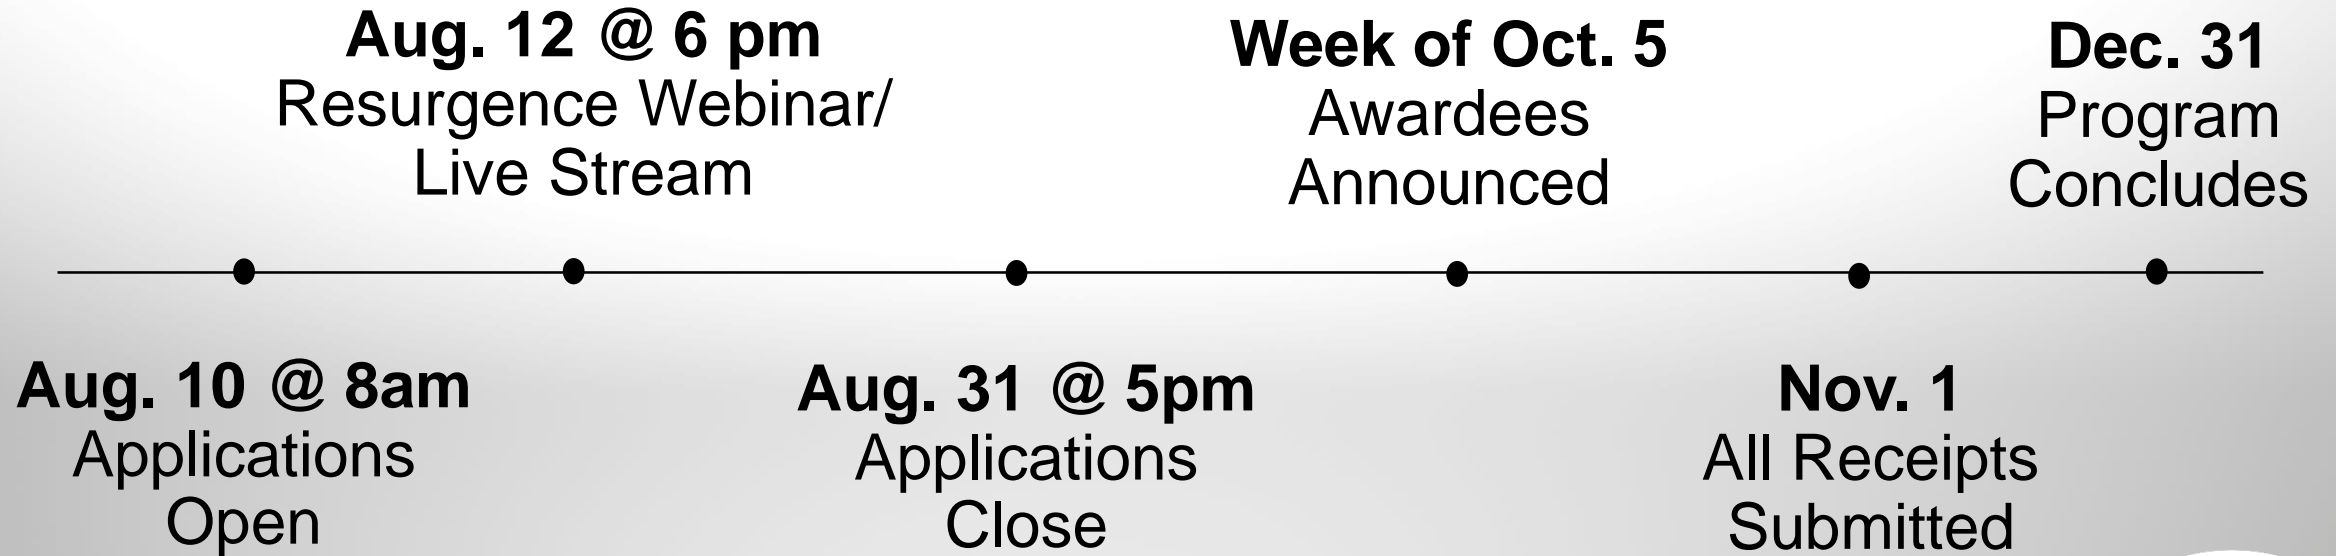 Aug. 12 @ 6 pm
Resurgence Webinar/
Live Stream
Week of Oct. 5
Awardees
Announced
Dec. 31
Program
Concludes
Aug. 10 @ 8am
Applications
Open
Aug. 31 @ 5pm
Applications
Close
Nov. 1
All Receipts
Submitted